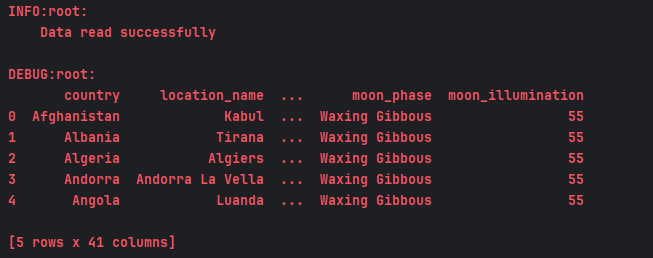 INFO:root:
    Data read successfully

DEBUG:root:
       country     location_name  ...      moon_phase  moon_illumination
0  Afghanistan             Kabul  ...  Waxing Gibbous                 55
1      Albania            Tirana  ...  Waxing Gibbous                 55
2      Algeria           Algiers  ...  Waxing Gibbous                 55
3      Andorra  Andorra La Vella  ...  Waxing Gibbous                 55
4       Angola            Luanda  ...  Waxing Gibbous                 55

[5 rows x 41 columns]